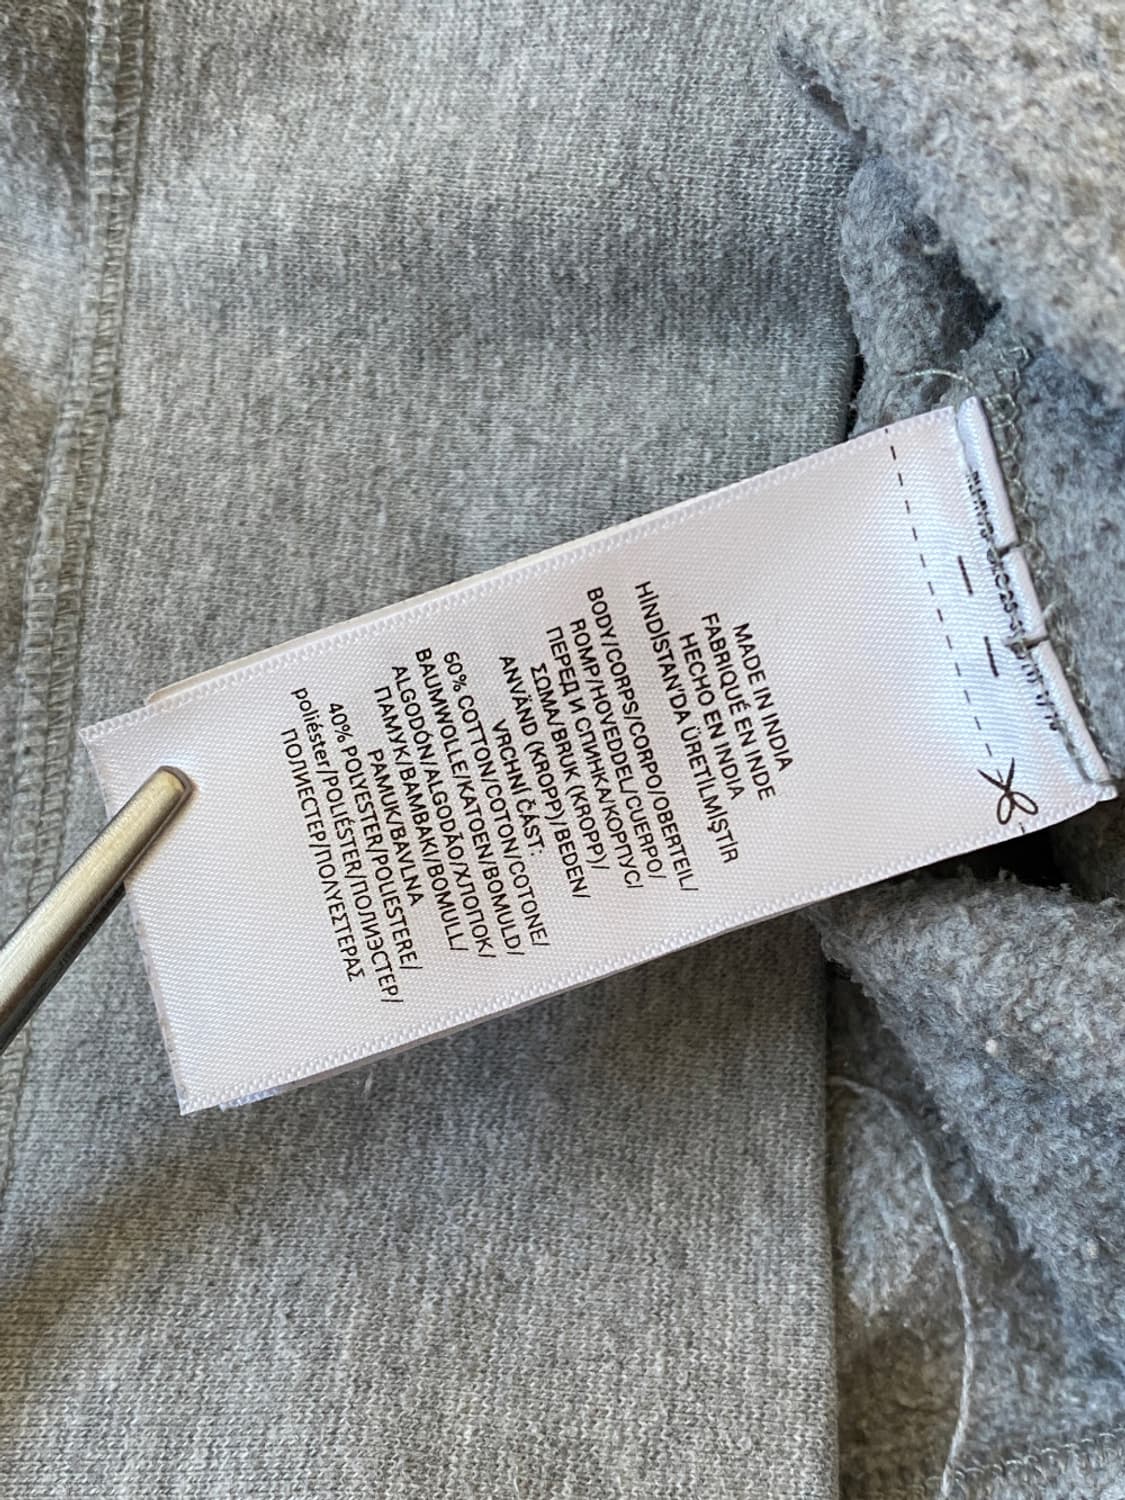 MADE IN INDIA
FABRIQUÉ EN INDE
HECHO EN INDIA
HİNDİSTAN'DA ÜRETİLMİŞTİR
BODY/CORPS/CORPO/OBERTEIL/
ROMP/HOVEDDEL/CUERPO/
ПЕРЕД И СПИНКА/КОРПУС/
ΣΩΜΑ/BRUK (KROPP)/
ANVÄND (KROPP)/BEDEN/
VRCHNÍ ČÁST:
60% COTTON/COTON/COTONE/
BAUMWOLLE/KATOEN/BOMULD/
ALGODÓN/ALGODÃO/ХЛОПОК/
ПАМУК/ΒΑΜΒΑΚΙ/BOMULL/
PAMUK/BAVLNA
40% POLYESTER/POLIESTERE/
poliéster/POLIÉSTER/ПОЛИЭСТЕР/
ПОЛИЕСТЕР/ΠΟΛΥΕΣΤΕΡΑΣ